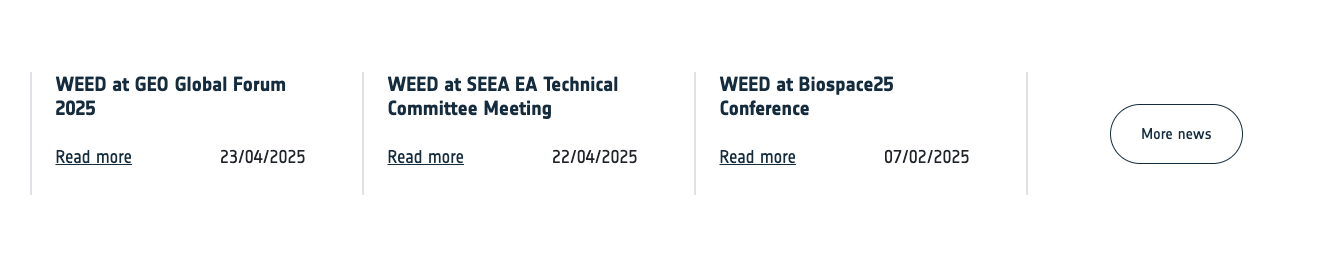 WEED at GEO Global Forum
2025
Read more 23/04/2025
WEED at SEEA EA Technical
Committee Meeting
Read more 22/04/2025
WEED at Biospace25
Conference
Read more 07/02/2025
More news